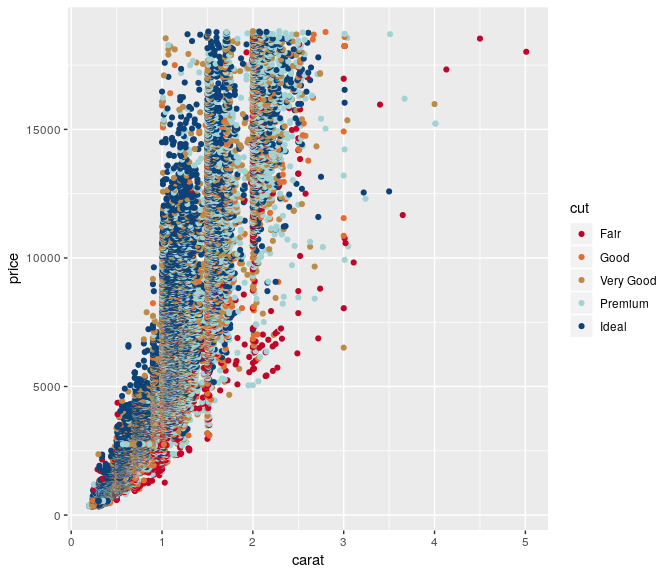 15000
10000
5000
0
price
0
1
2
3
4
5
carat
cut
Fair
Good
Very Good
Premium
Ideal